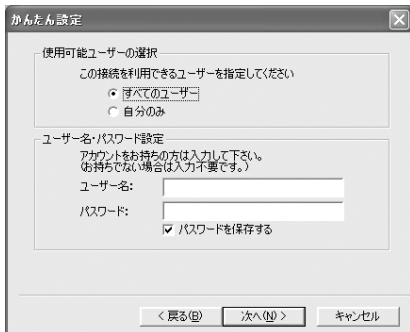 かんたん設定
使用可能ユーザーの選択
この接続を利用できるユーザーを指定してください
すべてのユーザー
自分のみ
ユーザー名・パスワード設定
アカウントをお持ちの方は入力して下さい。
(お持ちでない場合は入力不要です。)
ユーザー名:
パスワード:
パスワードを保存する
< 戻る(B)
次へ(N) >
キャンセル